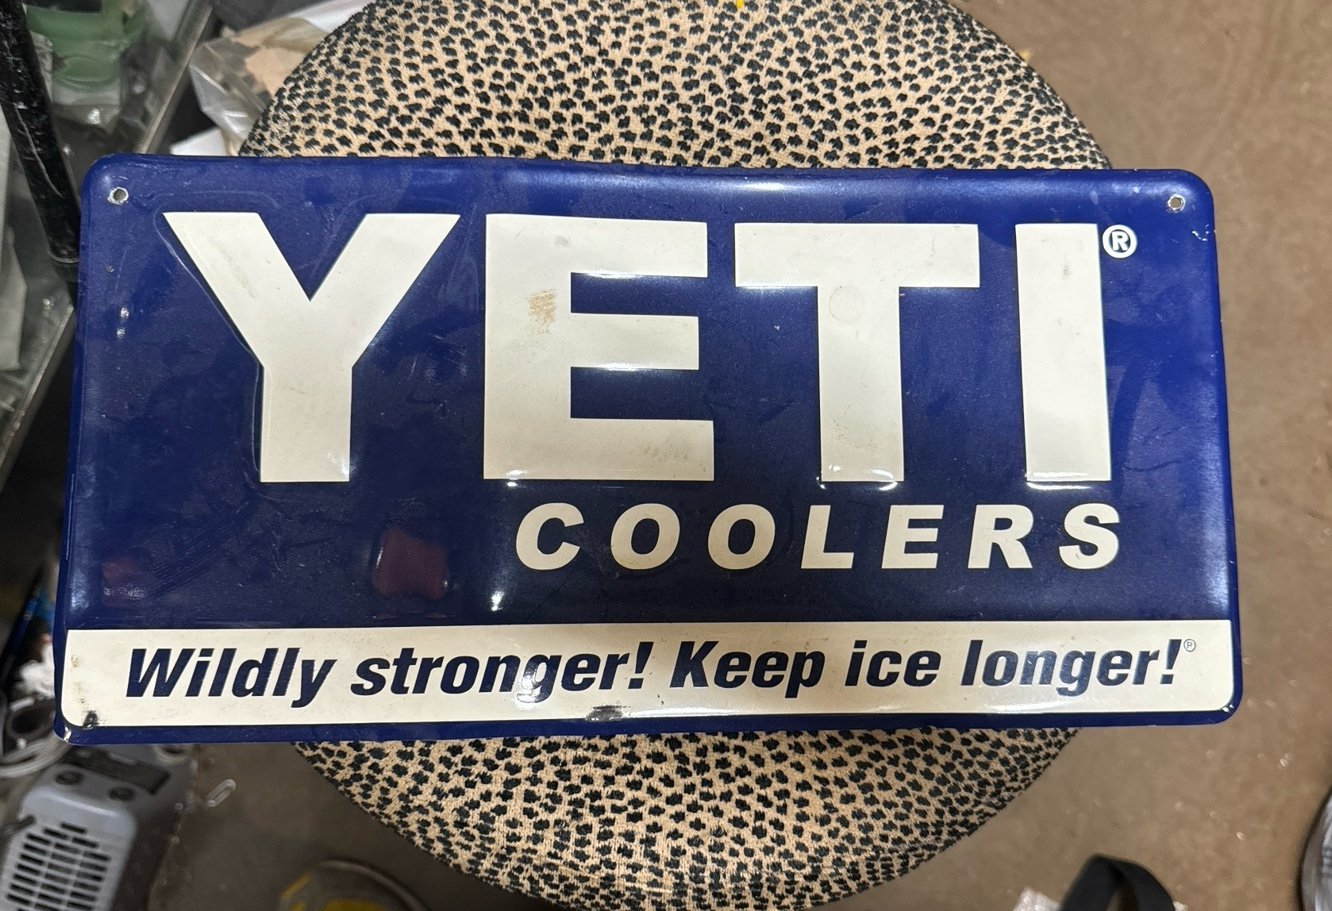 YETI®
COOLERS
Wildly stronger! Keep ice longer!®